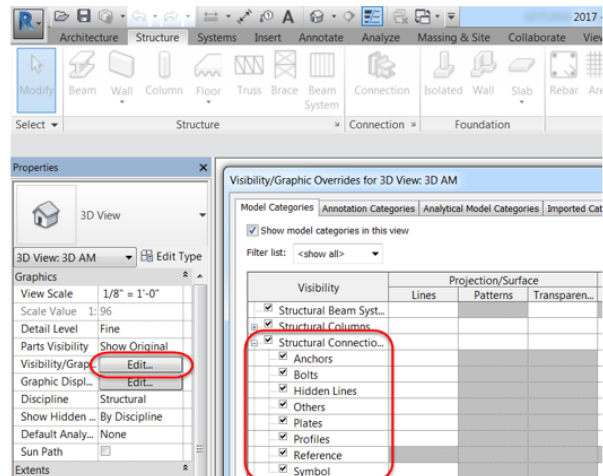 R 2017 -
Architecture Structure Systems Insert Annotate Analyze Massing & Site Collaborate View
Modify Beam Wall Column Floor Truss Brace Beam System Connection Isolated Wall Slab Rebar Are
Select Structure Connection Foundation
Properties
3D View
3D View: 3D AM Edit Type
Graphics
View Scale 1/8" = 1'-0"
Scale Value 1: 96
Detail Level Fine
Parts Visibility Show Original
Visibility/Grap... Edit...
Graphic Displ... Edit...
Discipline Structural
Show Hidden ... By Discipline
Default Analy... None
Sun Path
Extents
Visibility/Graphic Overrides for 3D View: 3D AM
Model Categories Annotation Categories Analytical Model Categories Imported Cat
Show model categories in this view
Filter list: <show all>
Visibility Projection/Surface
Lines Patterns Transparen...
Structural Beam Syst...
Structural Columns
Structural Connectio...
Anchors
Bolts
Hidden Lines
Others
Plates
Profiles
Reference
Symbol